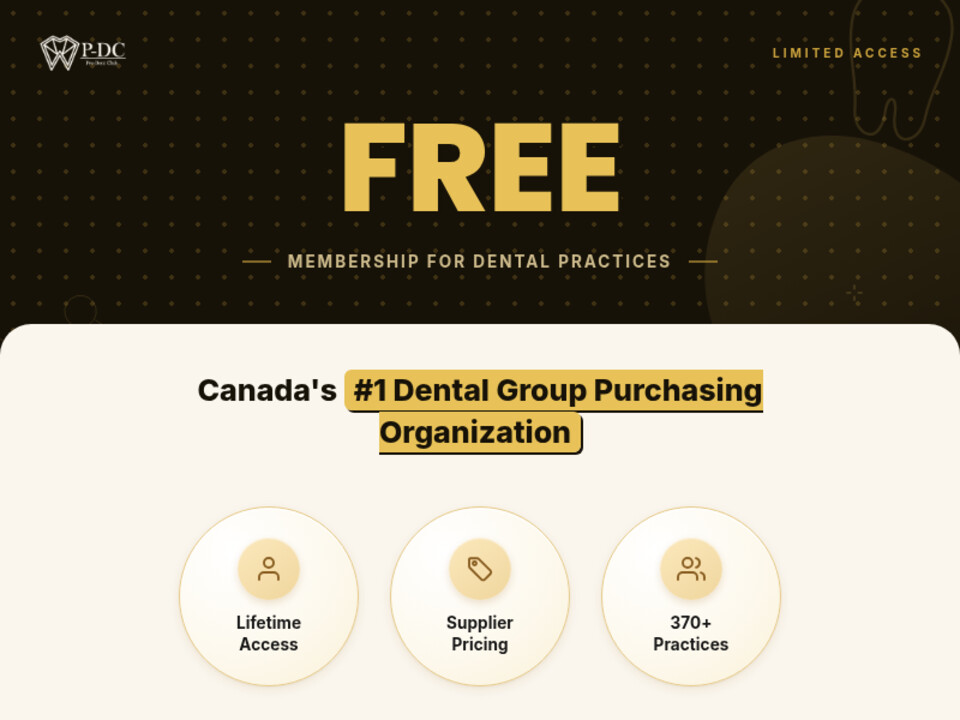 P-DC
LIMITED ACCESS
FREE
MEMBERSHIP FOR DENTAL PRACTICES
Canada's #1 Dental Group Purchasing
Organization
Lifetime
Access
Supplier
Pricing
370+
Practices